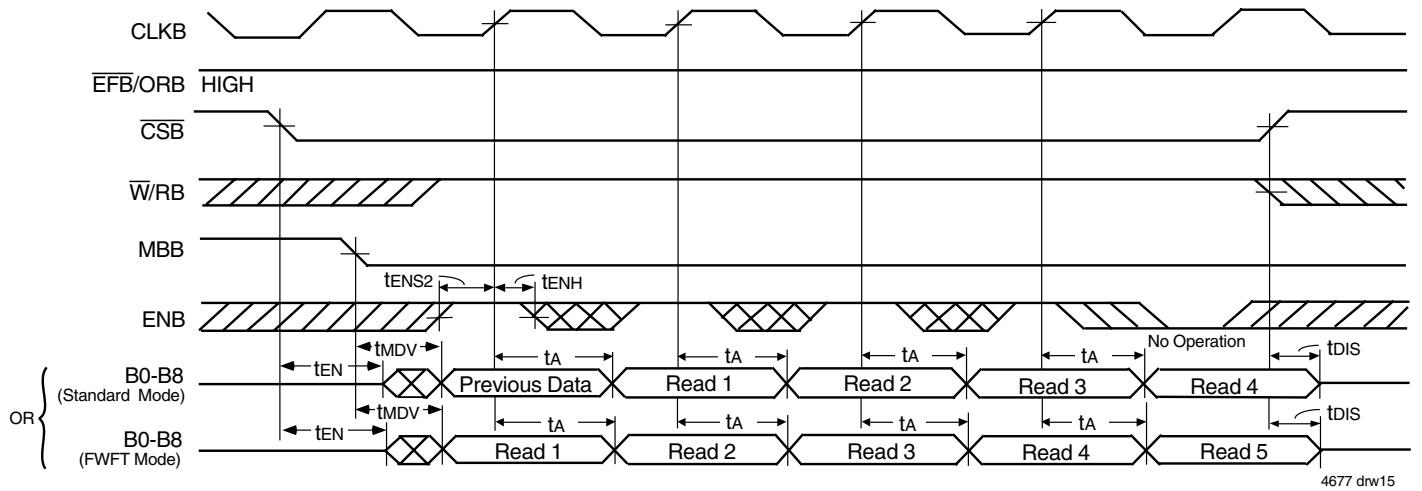 CLKB
EFB/ORB HIGH
CSB
W/RB
MBB
tENS2 tENH
ENB
No Operation
tMDV tA tA tA tA tDIS
tEN
B0-B8 Previous Data Read 1 Read 2 Read 3 Read 4
(Standard Mode)
OR
tMDV tA tA tA tA tDIS
tEN
B0-B8 Read 1 Read 2 Read 3 Read 4 Read 5
(FWFT Mode)
4677 drw15